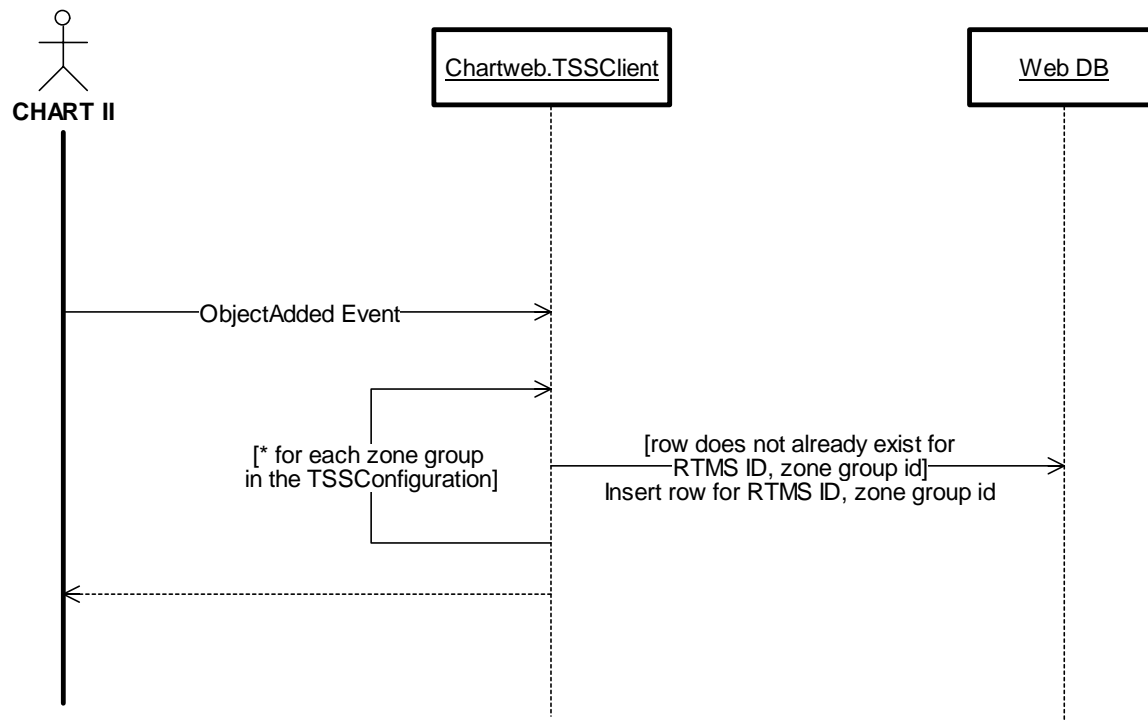 CHART II
Chartweb.TSSClient
Web DB
ObjectAdded Event
[* for each zone group
in the TSSConfiguration]
[row does not already exist for
RTMS ID, zone group id]
Insert row for RTMS ID, zone group id